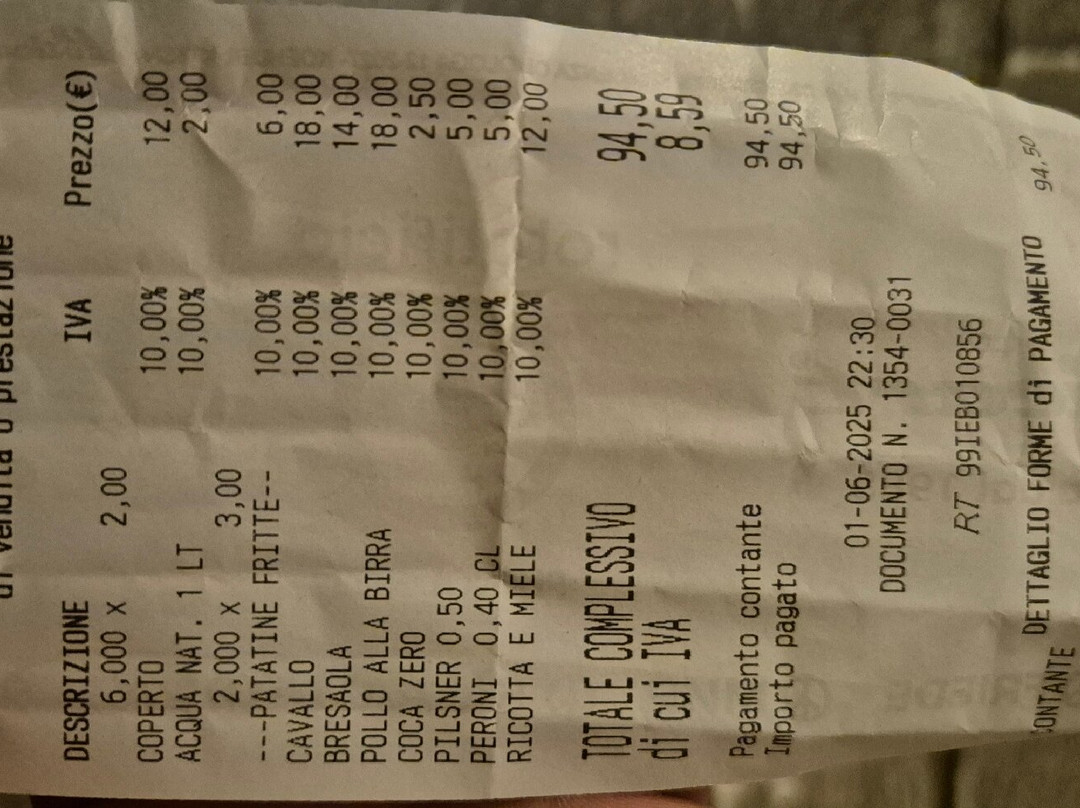 di vendita o prestazione
DESCRIZIONE IVA Prezzo(€)
6,000 X 2,00
COPERTO 10,00% 12,00
ACQUA NAT. 1 LT 10,00% 2,00
2,000 X 3,00
---PATATINE FRITTE-- 10,00% 6,00
CAVALLO 10,00% 18,00
BRESAOLA 10,00% 14,00
POLLO ALLA BIRRA 10,00% 18,00
COCA ZERO 10,00% 2,50
PILSNER 0,50 10,00% 5,00
PERONI 0,40 CL 10,00% 5,00
RICOTTA E MIELE 10,00% 12,00
TOTALE COMPLESSIVO 94,50
di cui IVA 8,59
Pagamento contante 94,50
Importo pagato 94,50
01-06-2025 22:30
DOCUMENTO N. 1354-0031
RT 99IEB010856
DETTAGLIO FORME di PAGAMENTO
CONTANTE 94,50